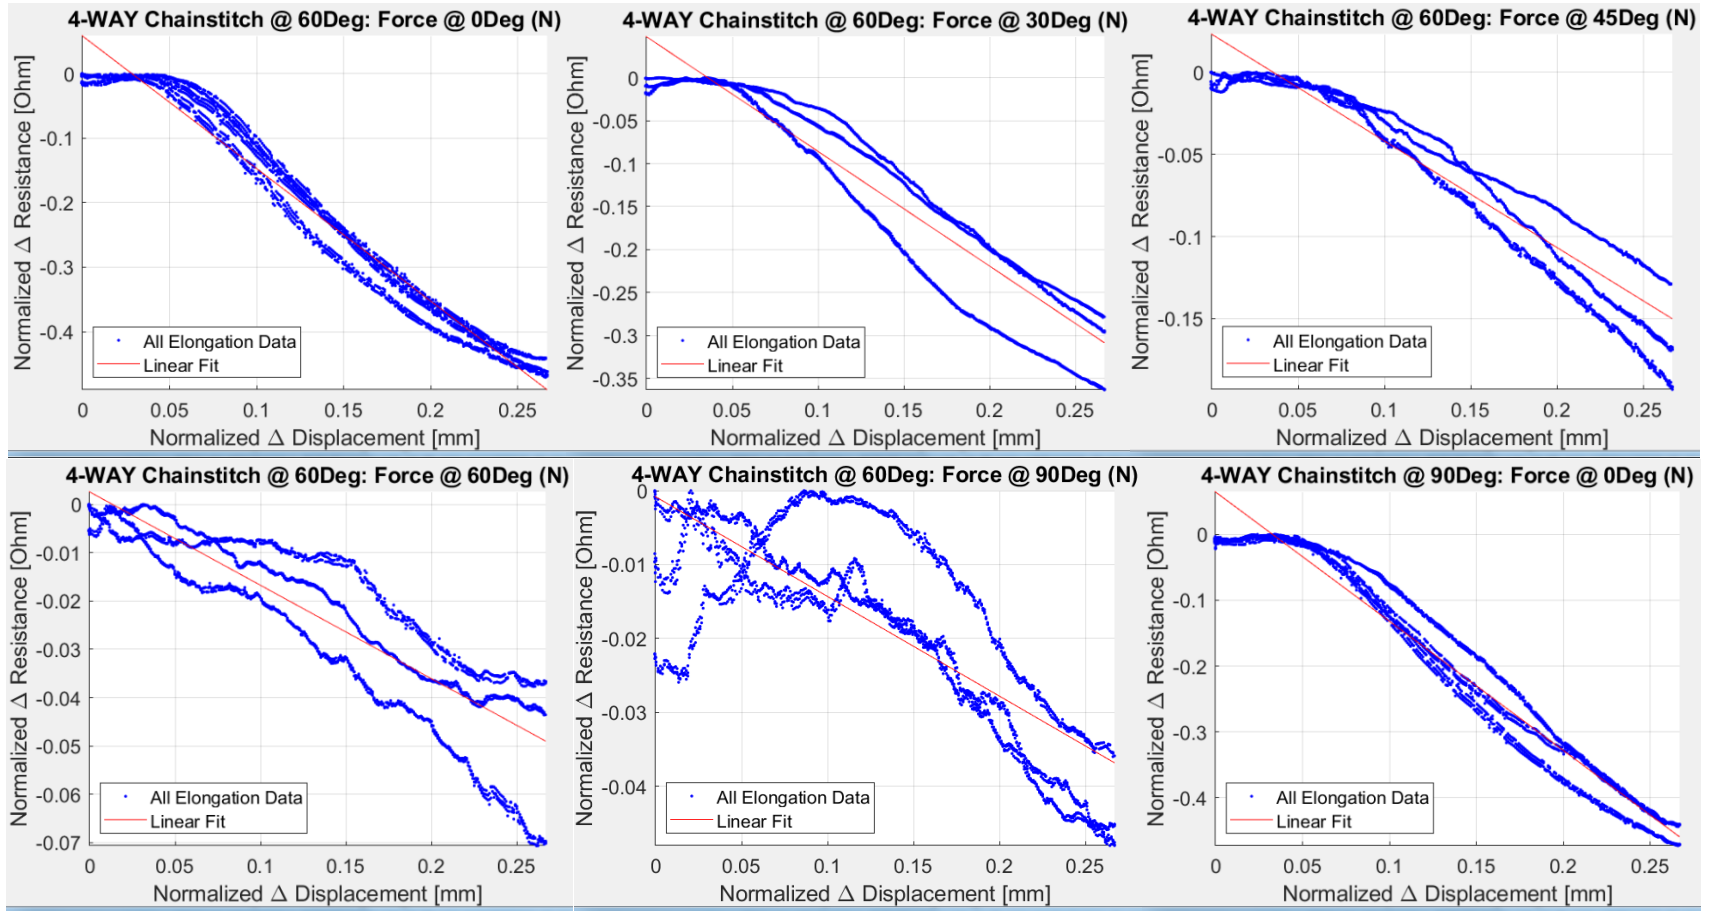 4-WAY Chainstitch @ 60Deg: Force @ 0Deg (N)
Normalized Δ Resistance [Ohm]
0
-0.1
-0.2
-0.3
-0.4
All Elongation Data
Linear Fit
0 0.05 0.1 0.15 0.2 0.25
Normalized Δ Displacement [mm]
4-WAY Chainstitch @ 60Deg: Force @ 30Deg (N)
Normalized Δ Resistance [Ohm]
0
-0.05
-0.1
-0.15
-0.2
-0.25
-0.3
-0.35
All Elongation Data
Linear Fit
0 0.05 0.1 0.15 0.2 0.25
Normalized Δ Displacement [mm]
4-WAY Chainstitch @ 60Deg: Force @ 45Deg (N)
Normalized Δ Resistance [Ohm]
0
-0.05
-0.1
-0.15
All Elongation Data
Linear Fit
0 0.05 0.1 0.15 0.2 0.25
Normalized Δ Displacement [mm]
4-WAY Chainstitch @ 60Deg: Force @ 60Deg (N)
Normalized Δ Resistance [Ohm]
0
-0.01
-0.02
-0.03
-0.04
-0.05
-0.06
-0.07
All Elongation Data
Linear Fit
0 0.05 0.1 0.15 0.2 0.25
Normalized Δ Displacement [mm]
4-WAY Chainstitch @ 60Deg: Force @ 90Deg (N)
Normalized Δ Resistance [Ohm]
0
-0.01
-0.02
-0.03
-0.04
All Elongation Data
Linear Fit
0 0.05 0.1 0.15 0.2 0.25
Normalized Δ Displacement [mm]
4-WAY Chainstitch @ 90Deg: Force @ 0Deg (N)
Normalized Δ Resistance [Ohm]
0
-0.1
-0.2
-0.3
-0.4
All Elongation Data
Linear Fit
0 0.05 0.1 0.15 0.2 0.25
Normalized Δ Displacement [mm]